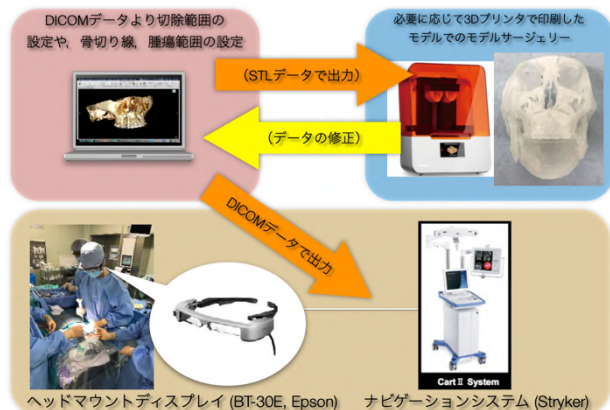 DICOMデータより切除範囲の
設定や，骨切り線，腫瘍範囲の設定
必要に応じて3Dプリンタで印刷した
モデルでのモデルサージェリー
（STLデータで出力）
（データの修正）
DICOMデータで出力
Cart II System
ヘッドマウントディスプレイ (BT-30E, Epson)
ナビゲーションシステム (Stryker)